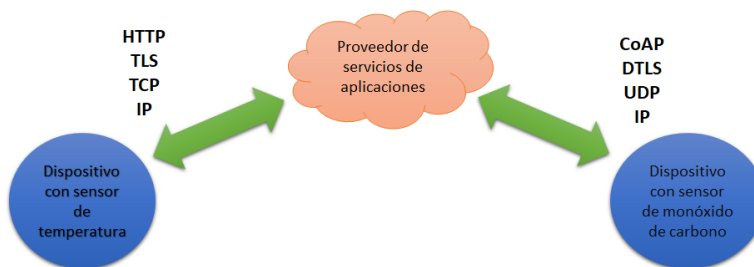 HTTP
TLS
TCP
IP
Proveedor de
servicios de
aplicaciones
CoAP
DTLS
UDP
IP
Dispositivo
con sensor
de
temperatura
Dispositivo
con sensor
de monóxido
de carbono